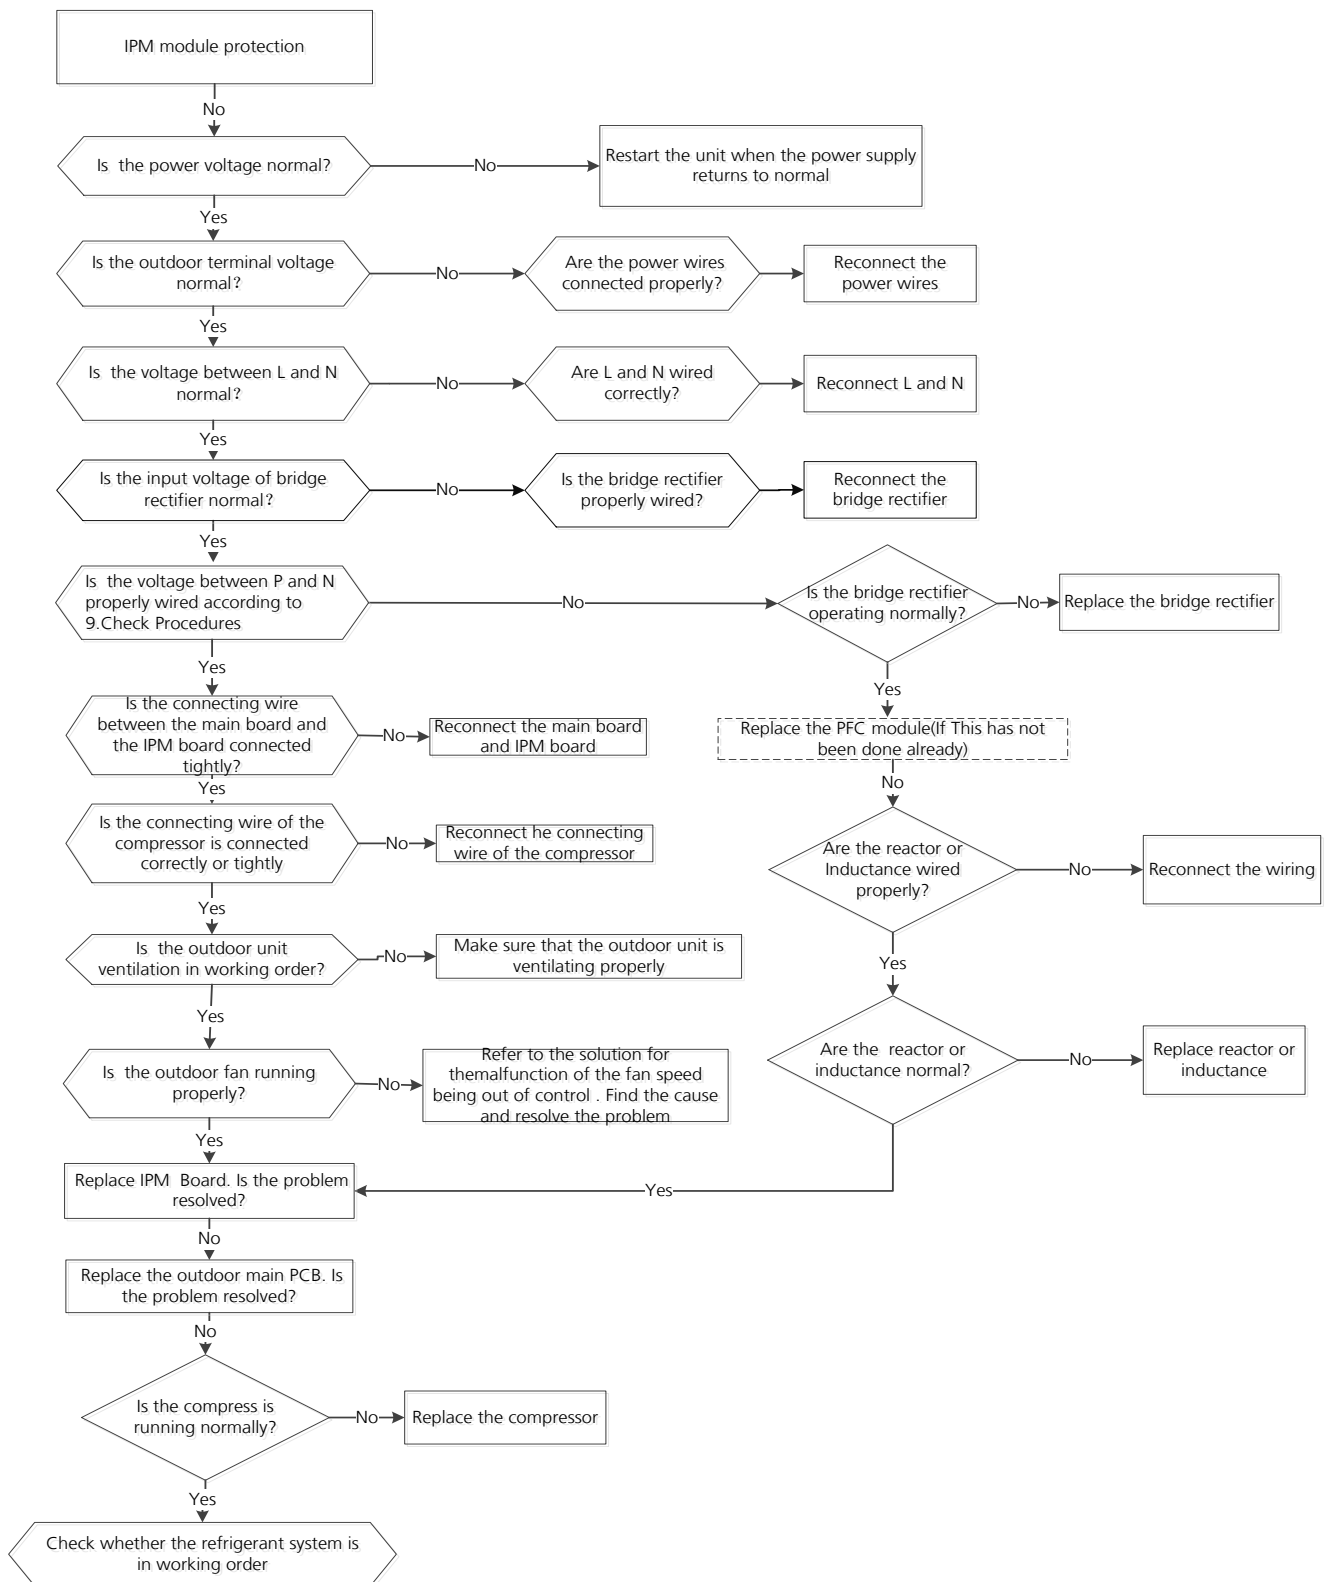 IPM module protection
No
Is the power voltage normal?
No
Restart the unit when the power supply
returns to normal
Yes
Is the outdoor terminal voltage
normal?
No
Are the power wires
connected properly?
Reconnect the
power wires
Yes
Is the voltage between L and N
normal?
No
Are L and N wired
correctly?
Reconnect L and N
Yes
Is the input voltage of bridge
rectifier normal?
No
Is the bridge rectifier
properly wired?
Reconnect the
bridge rectifier
Yes
Is the voltage between P and N
properly wired according to
9.Check Procedures
No
Is the bridge rectifier
operating normally?
No
Replace the bridge rectifier
Yes
Yes
Is the connecting wire
between the main board and
the IPM board connected
tightly?
No
Reconnect the main board
and IPM board
Replace the PFC module(If This has not
been done already)
Yes
No
Is the connecting wire of the
compressor is connected
correctly or tightly
No
Reconnect he connecting
wire of the compressor
Are the reactor or
Inductance wired
properly?
No
Reconnect the wiring
Yes
Is the outdoor unit
ventilation in working order?
No
Make sure that the outdoor unit is
ventilating properly
Yes
Yes
Are the reactor or
inductance normal?
No
Replace reactor or
inductance
Is the outdoor fan running
properly?
No
Refer to the solution for
themalfunction of the fan speed
being out of control . Find the cause
and resolve the problem
Yes
Replace IPM Board. Is the problem
resolved?
Yes
No
Replace the outdoor main PCB. Is
the problem resolved?
No
Is the compress is
running normally?
No
Replace the compressor
Yes
Check whether the refrigerant system is
in working order